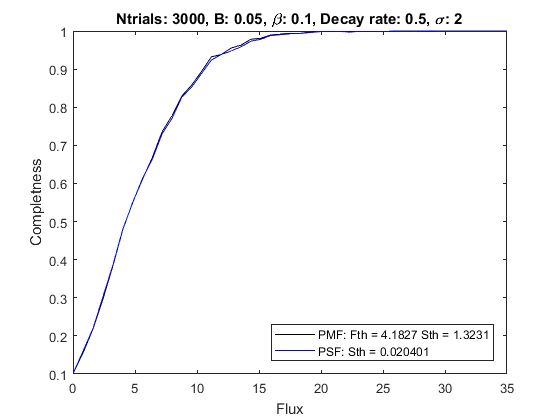 Ntrials: 3000, B: 0.05, β: 0.1, Decay rate: 0.5, σ: 2
Completness
1
0.9
0.8
0.7
0.6
0.5
0.4
0.3
0.2
0.1
PMF: Fth = 4.1827 Sth = 1.3231
PSF: Sth = 0.020401
0 5 10 15 20 25 30 35
Flux